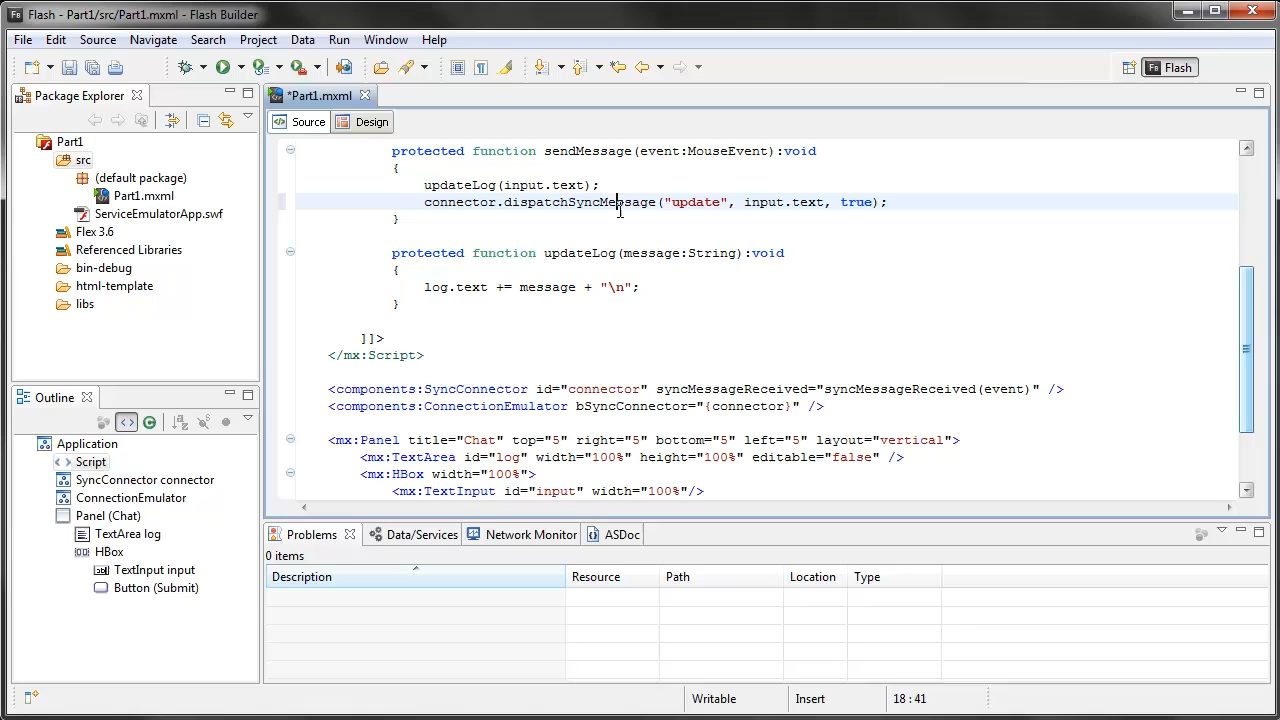 Flash - Part1/src/Part1.mxml - Flash Builder
File Edit Source Navigate Search Project Data Run Window Help
Fb Flash
Package Explorer
Part1
src
(default package)
Part1.mxml
ServiceEmulatorApp.swf
Flex 3.6
Referenced Libraries
bin-debug
html-template
libs
Outline
Application
Script
SyncConnector connector
ConnectionEmulator
Panel (Chat)
TextArea log
HBox
TextInput input
Button (Submit)
*Part1.mxml
Source Design
protected function sendMessage(event:MouseEvent):void
{
updateLog(input.text);
connector.dispatchSyncMessage("update", input.text, true);
}
protected function updateLog(message:String):void
{
log.text += message + "\n";
}
]]>
</mx:Script>
<components:SyncConnector id="connector" syncMessageReceived="syncMessageReceived(event)" />
<components:ConnectionEmulator bSyncConnector="{connector}" />
<mx:Panel title="Chat" top="5" right="5" bottom="5" left="5" layout="vertical">
<mx:TextArea id="log" width="100%" height="100%" editable="false" />
<mx:HBox width="100%">
<mx:TextInput id="input" width="100%"/>
Problems Data/Services Network Monitor ASDoc
0 items
Description Resource Path Location Type
Writable Insert 18 : 41